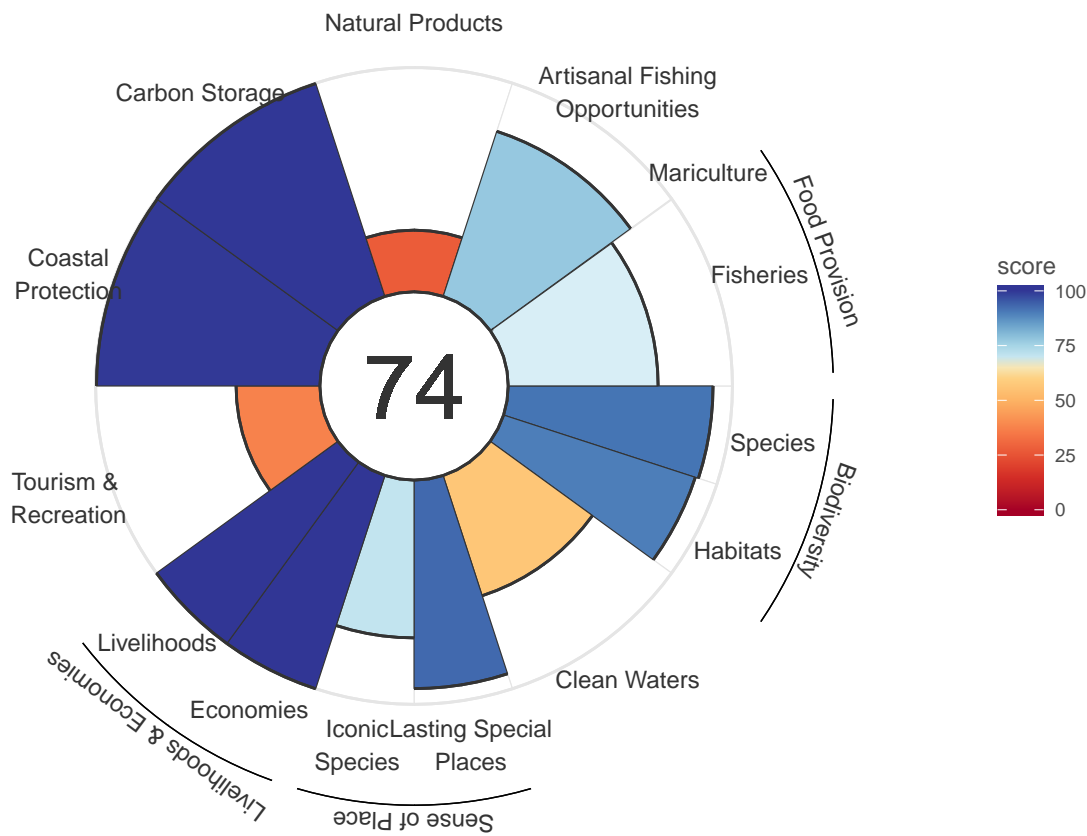 Natural Products
Artisanal Fishing
Opportunities
Carbon Storage
Mariculture
Food Provision
Coastal
Protection
Fisheries
score
100
75
50
25
0
74
Species
Biodiversity
Tourism &
Recreation
Habitats
Livelihoods
Clean Waters
Economies
Livelihoods & Economies
Iconic
Species
Lasting Special
Places
Sense of Place